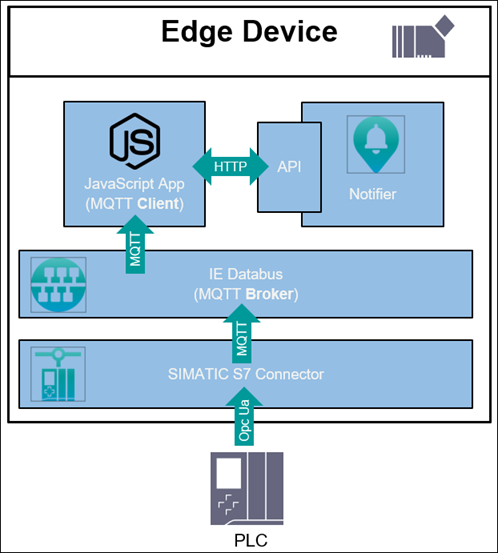 Edge Device
JS
JavaScript App
(MQTT Client)
HTTP
API
Notifier
MQTT
IE Databus
(MQTT Broker)
MQTT
SIMATIC S7 Connector
Opc Ua
PLC